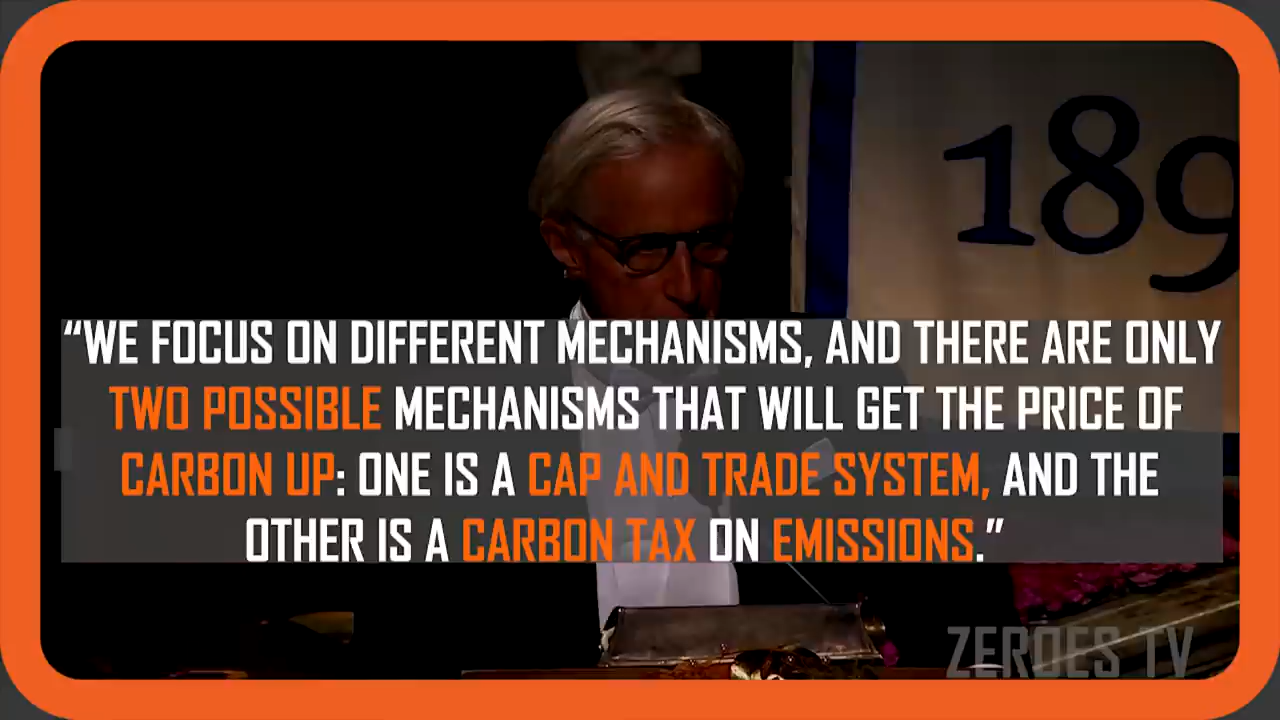 189
“WE FOCUS ON DIFFERENT MECHANISMS, AND THERE ARE ONLY
TWO POSSIBLE MECHANISMS THAT WILL GET THE PRICE OF
CARBON UP: ONE IS A CAP AND TRADE SYSTEM, AND THE
OTHER IS A CARBON TAX ON EMISSIONS.”
ZEROES TV